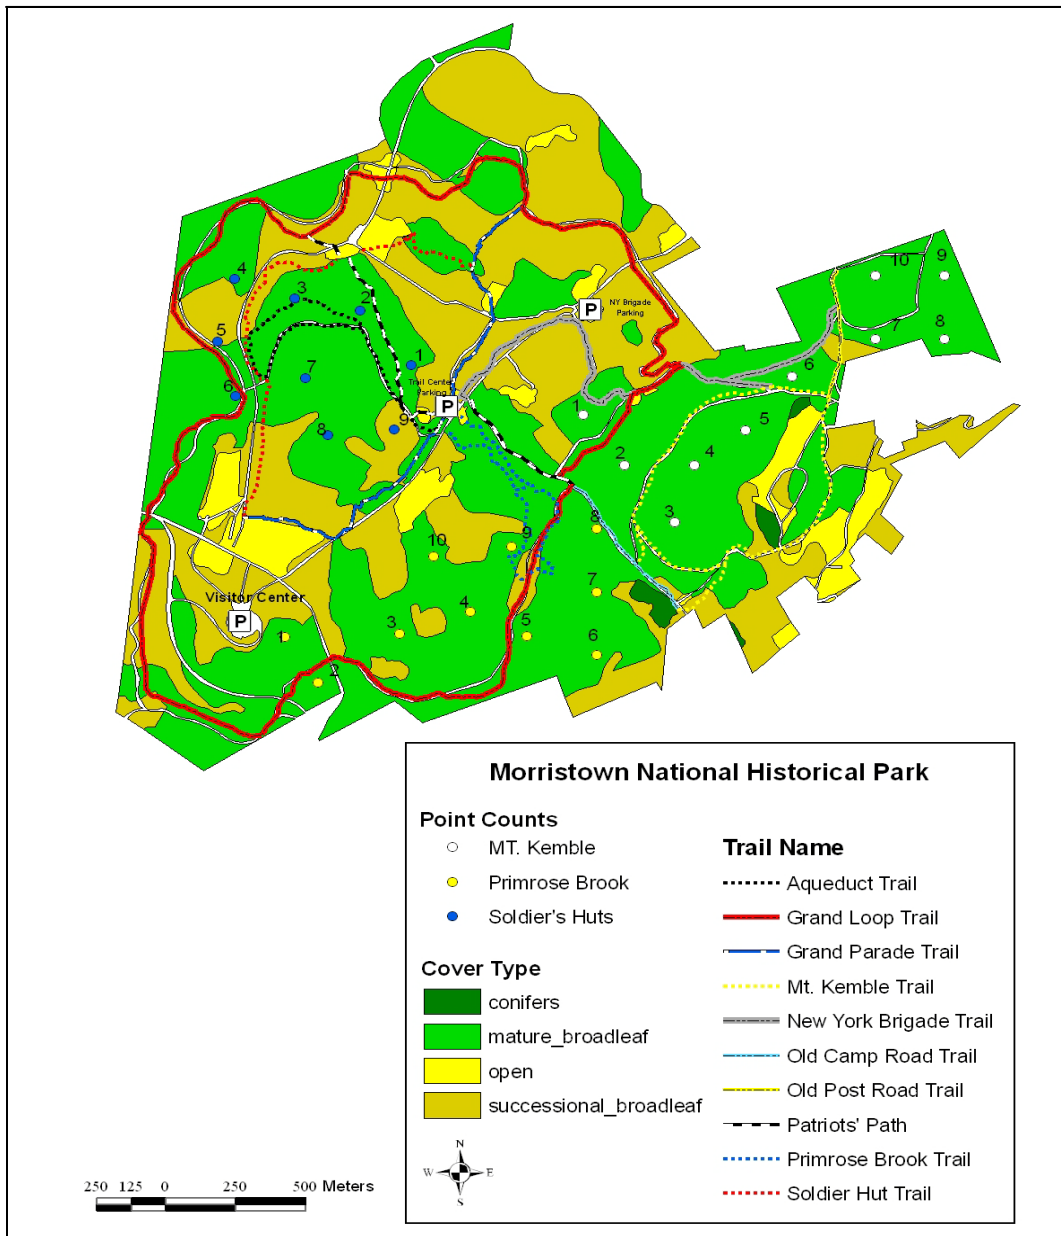 10
9
4
3
2
NY Brigade
Parking
P
7
8
5
1
6
7
Trail Center
Parking
P
6
1
5
8
9
2
4
3
8
9
10
7
Visitor Center
P
4
3
5
6
1
2
Morristown National Historical Park
Point Counts
MT. Kemble
Primrose Brook
Soldier's Huts
Cover Type
conifers
mature_broadleaf
open
successional_broadleaf
Trail Name
Aqueduct Trail
Grand Loop Trail
Grand Parade Trail
Mt. Kemble Trail
New York Brigade Trail
Old Camp Road Trail
Old Post Road Trail
Patriots' Path
Primrose Brook Trail
Soldier Hut Trail
N
W E
S
250 125 0 250 500 Meters